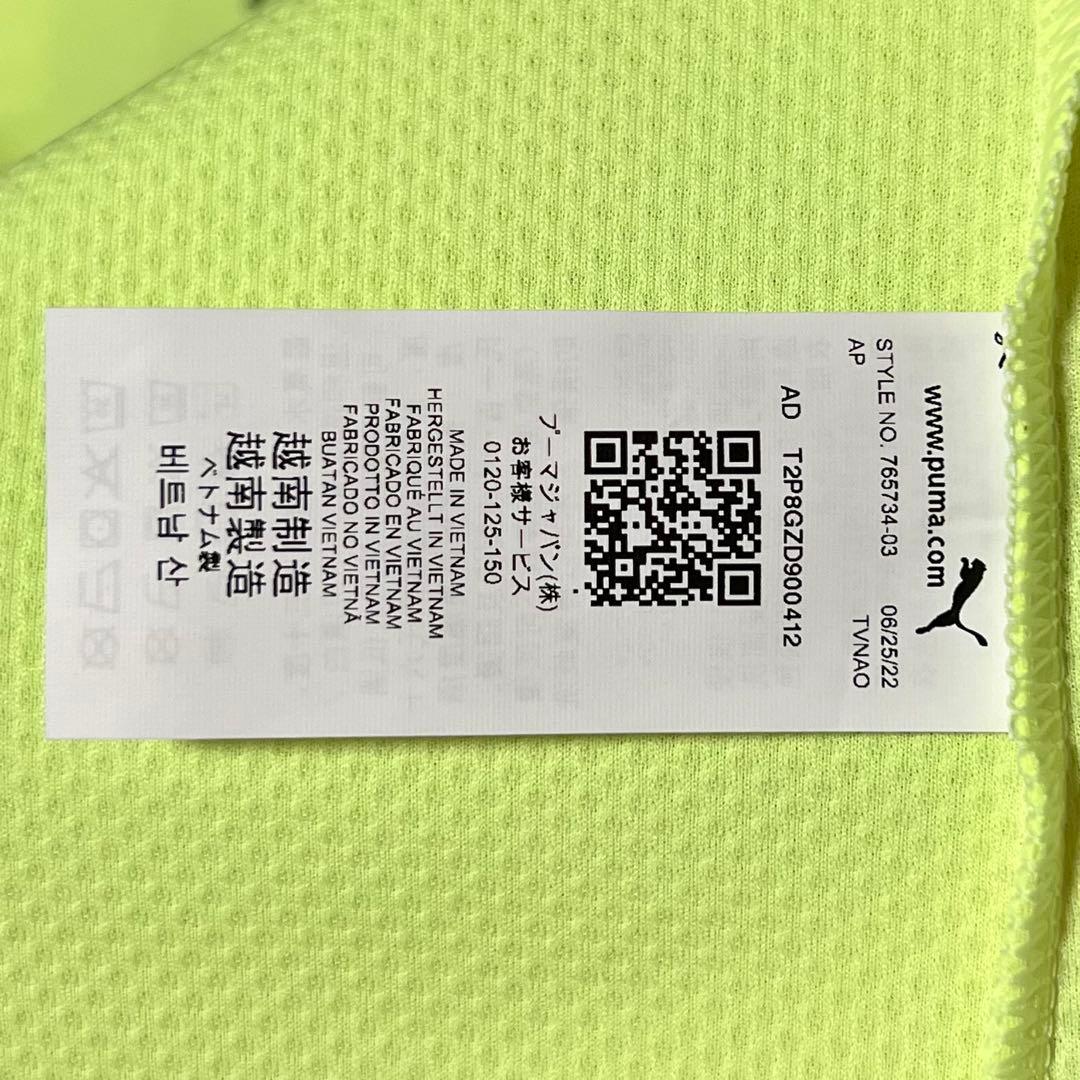 www.puma.com
STYLE NO. 765734-03 06/25/22
AP TVNAO
AD T2P8GZD900412
プーマジャパン(株)
お客様サービス
0120-125-150
MADE IN VIETNAM
HERGESTELLT IN VIETNAM
FABRIQUÉ AU VIETNAM
FABRICADO EN VIETNAM
PRODOTTO IN VIETNAM
FABRICADO NO VIETNÃ
BUATAN VIETNAM
越南制造
越南製造
ベトナム製
베트남 산